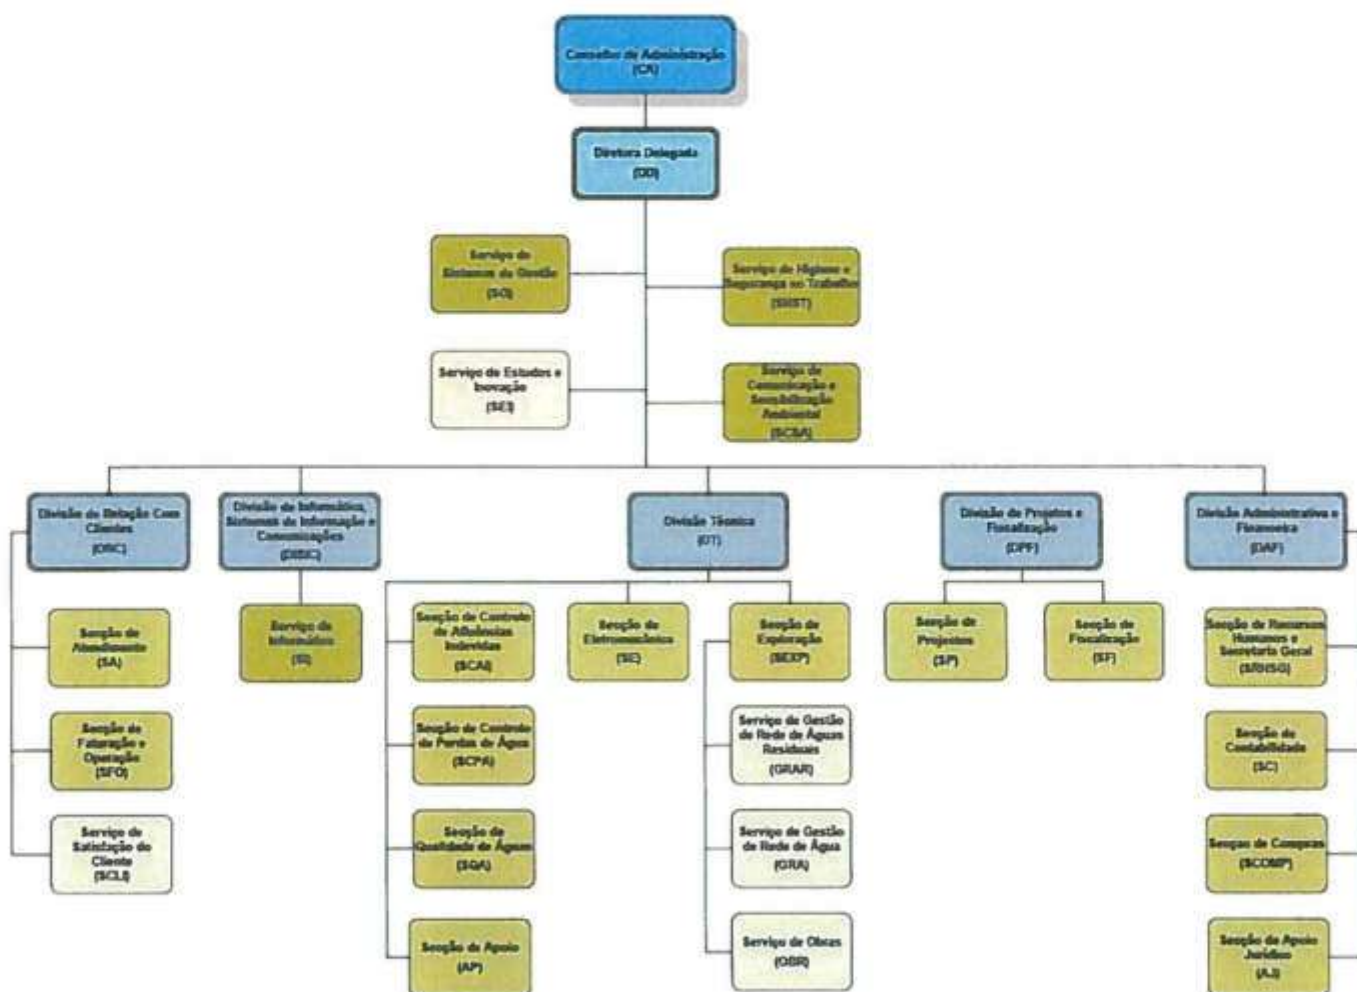 Conselho de Administração
(CA)
Diretora Delegada
(DD)
Serviço de
Sistemas de Gestão
(SG)
Serviço de Higiene e
Segurança no Trabalho
(SHST)
Serviço de Estudos e
Inovação
(SEI)
Serviço de
Comunicação e
Sensibilização
Ambiental
(SCSA)
Divisão de Relação Com
Clientes
(DRC)
Divisão de Informática,
Sistemas de Informação e
Comunicações
(DISIC)
Divisão Técnica
(DT)
Divisão de Projetos e
Fiscalização
(DPF)
Divisão Administrativa e
Financeira
(DAF)
Secção de
Atendimento
(SA)
Secção de
Faturação e
Operação
(SFO)
Serviço de
Satisfação do
Cliente
(SCLI)
Serviço de
Informática
(SI)
Secção de Controlo
de Afluências
Indevidas
(SCAI)
Secção de Controlo
de Perdas de Água
(SCPA)
Secção de
Qualidade de Águas
(SQA)
Secção de Apoio
(AP)
Secção de
Eletromecânica
(SE)
Secção de
Exploração
(SEXP)
Serviço de Gestão
de Rede de Águas
Residuais
(GRAR)
Serviço de Gestão
de Rede de Água
(GRA)
Serviço de Obras
(OBR)
Secção de
Projectos
(SP)
Secção de
Fiscalização
(SF)
Secção de Recursos
Humanos e
Secretaria Geral
(SRHSG)
Secção de
Contabilidade
(SC)
Secçao de Compras
(SCOMP)
Secção de Apoio
Jurídico
(AJ)